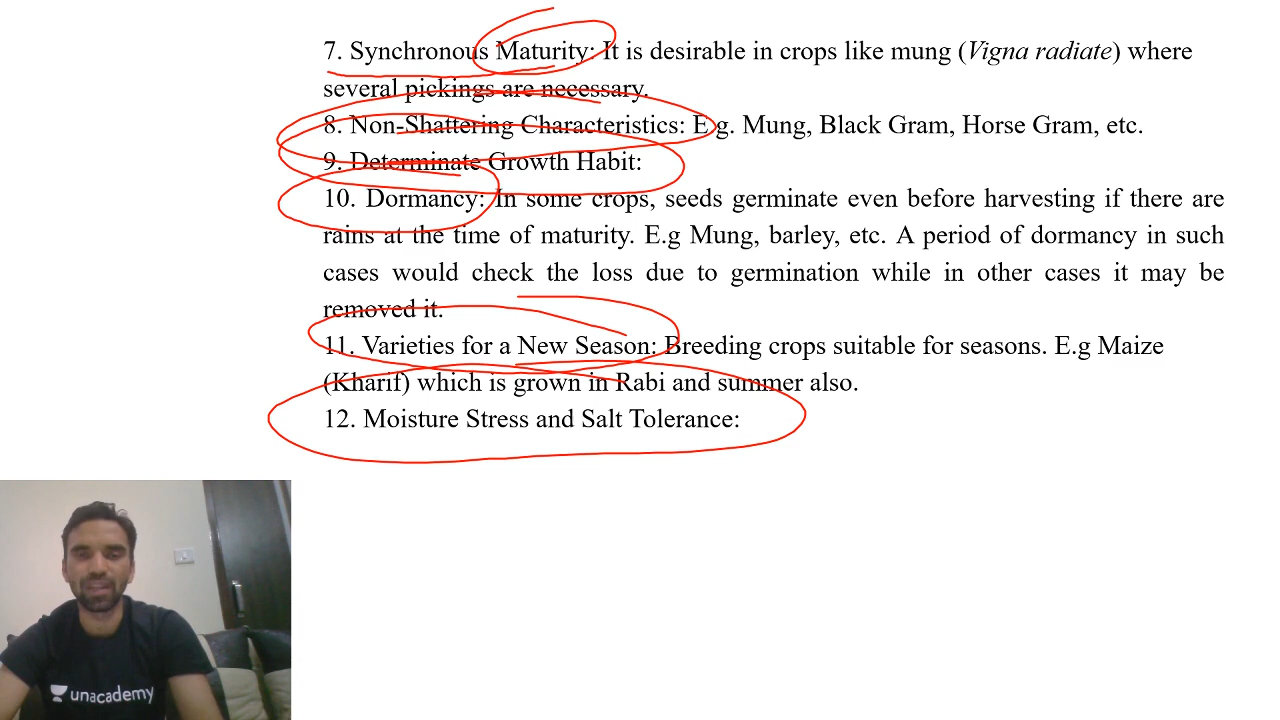 7. Synchronous Maturity: It is desirable in crops like mung (Vigna radiate) where
several pickings are necessary.
8. Non-Shattering Characteristics: E.g. Mung, Black Gram, Horse Gram, etc.
9. Determinate Growth Habit:
10. Dormancy: In some crops, seeds germinate even before harvesting if there are
rains at the time of maturity. E.g Mung, barley, etc. A period of dormancy in such
cases would check the loss due to germination while in other cases it may be
removed it.
11. Varieties for a New Season: Breeding crops suitable for seasons. E.g Maize
(Kharif) which is grown in Rabi and summer also.
12. Moisture Stress and Salt Tolerance:
unacademy